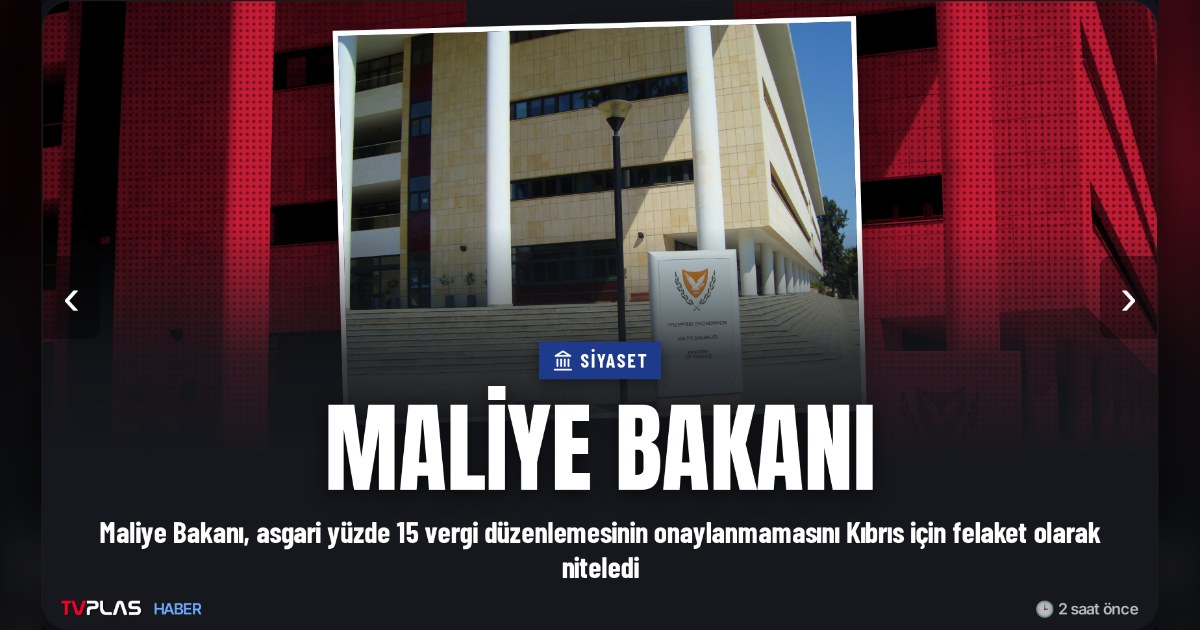 SİYASET
MALİYE BAKANI
Maliye Bakanı, asgari yüzde 15 vergi düzenlemesinin onaylanmamasını Kıbrıs için felaket olarak
niteledi
TVPLAS HABER
2 saat önce